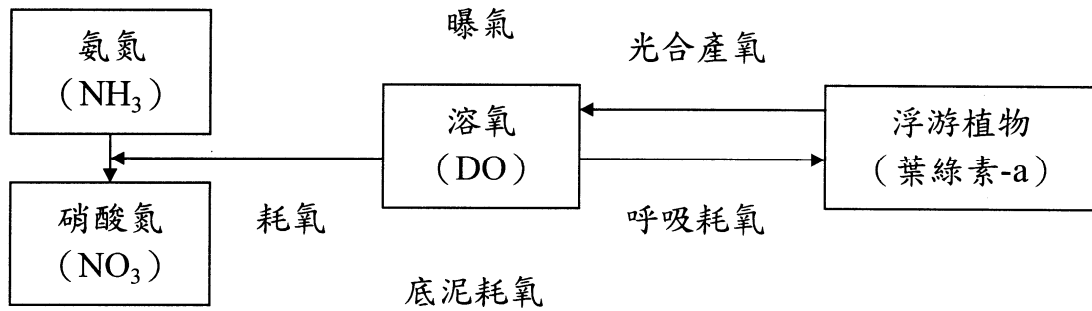 氨氮
（NH₃）
曝氣
光合產氧
溶氧
（DO）
浮游植物
（葉綠素-a）
硝酸氮
（NO₃）
耗氧
呼吸耗氧
底泥耗氧